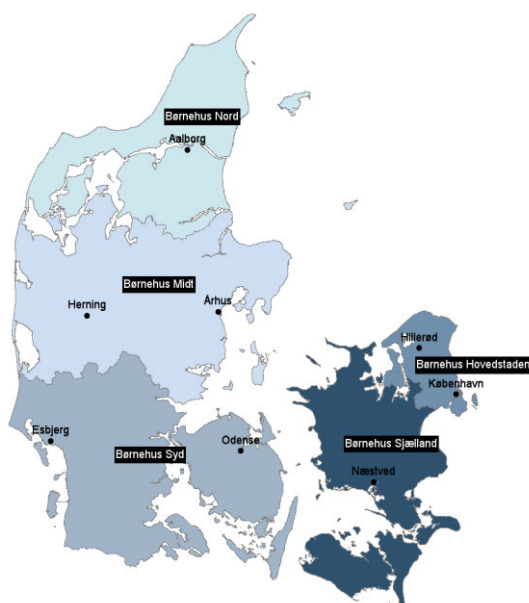 Børnehus Nord
Aalborg
Børnehus Midt
Herning
Århus
Hillerød
Børnehus Hovedstaden
København
Esbjerg
Børnehus Syd
Odense
Børnehus Sjælland
Næstved